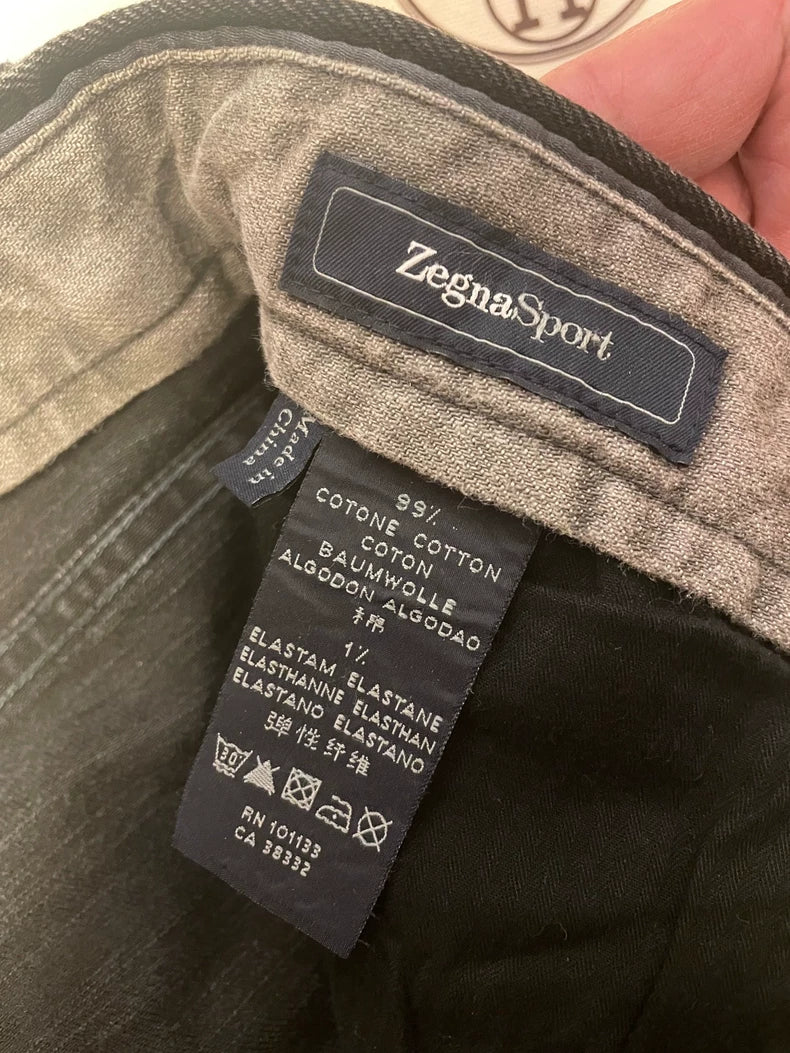 ZegnaSport
Made in
China
99%
COTONE COTTON
COTON
BAUMWOLLE
ALGODON ALGODAO
棉
1%
ELASTAM ELASTANE
ELASTHANNE ELASTHAN
ELASTANO ELASTANO
弹性纤维
30
RN 101133
CA 38332